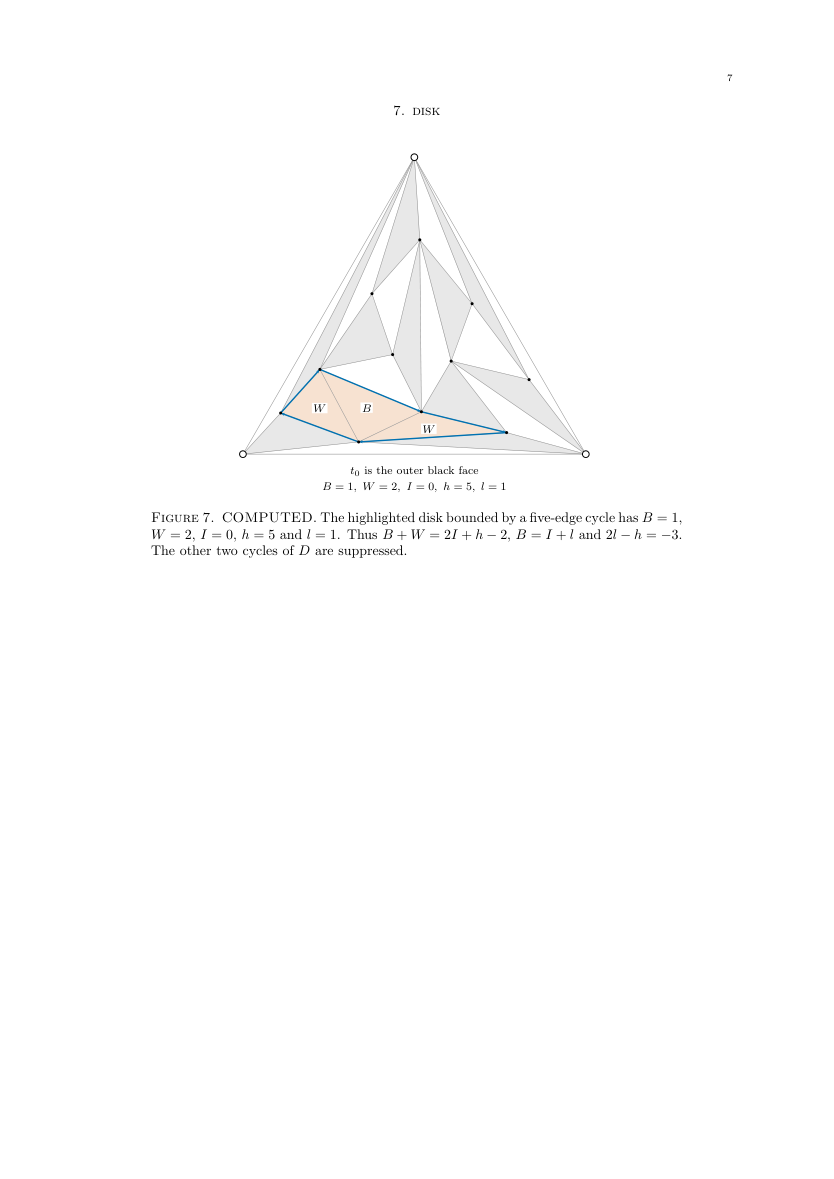 7
7. DISK
W
B
W
t₀ is the outer black face
B = 1, W = 2, I = 0, h = 5, l = 1
FIGURE 7. COMPUTED. The highlighted disk bounded by a five-edge cycle has B = 1,
W = 2, I = 0, h = 5 and l = 1. Thus B + W = 2I + h − 2, B = I + l and 2l − h = −3.
The other two cycles of D are suppressed.